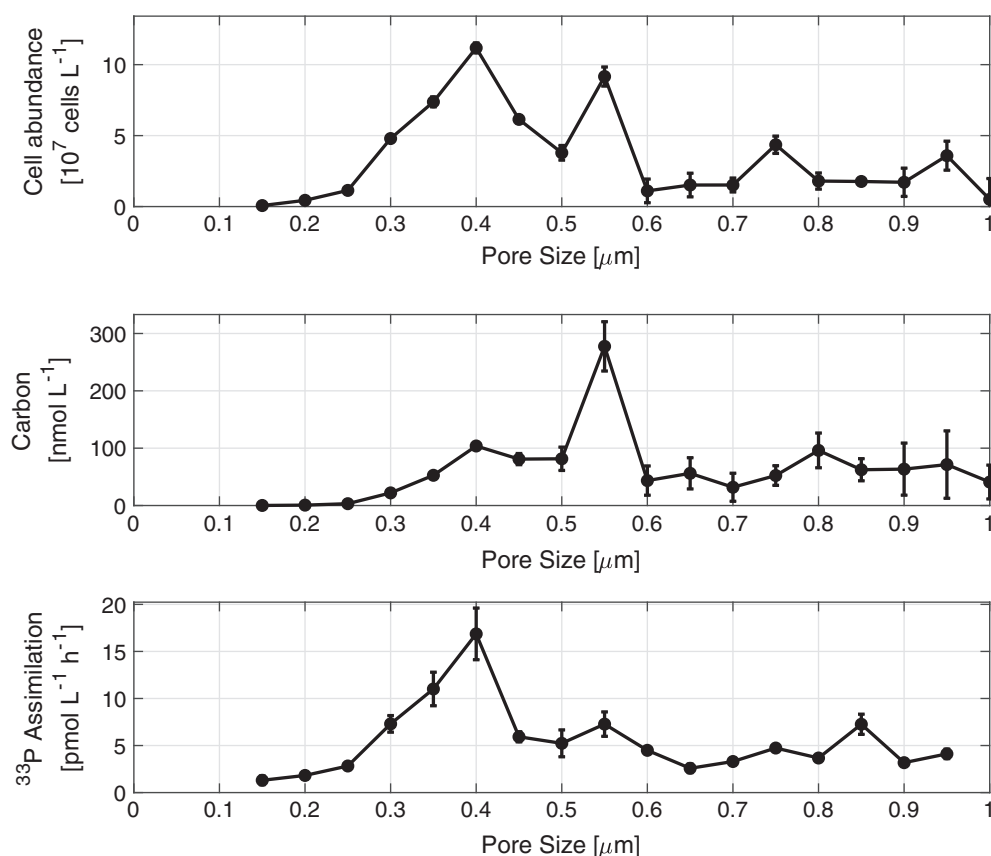 Cell abundance
[10⁷ cells L⁻¹]
10
5
0
0 0.1 0.2 0.3 0.4 0.5 0.6 0.7 0.8 0.9 1
Pore Size [μm]
Carbon
[nmol L⁻¹]
300
200
100
0
0 0.1 0.2 0.3 0.4 0.5 0.6 0.7 0.8 0.9 1
Pore Size [μm]
³³P Assimilation
[pmol L⁻¹ h⁻¹]
20
15
10
5
0
0 0.1 0.2 0.3 0.4 0.5 0.6 0.7 0.8 0.9 1
Pore Size [μm]